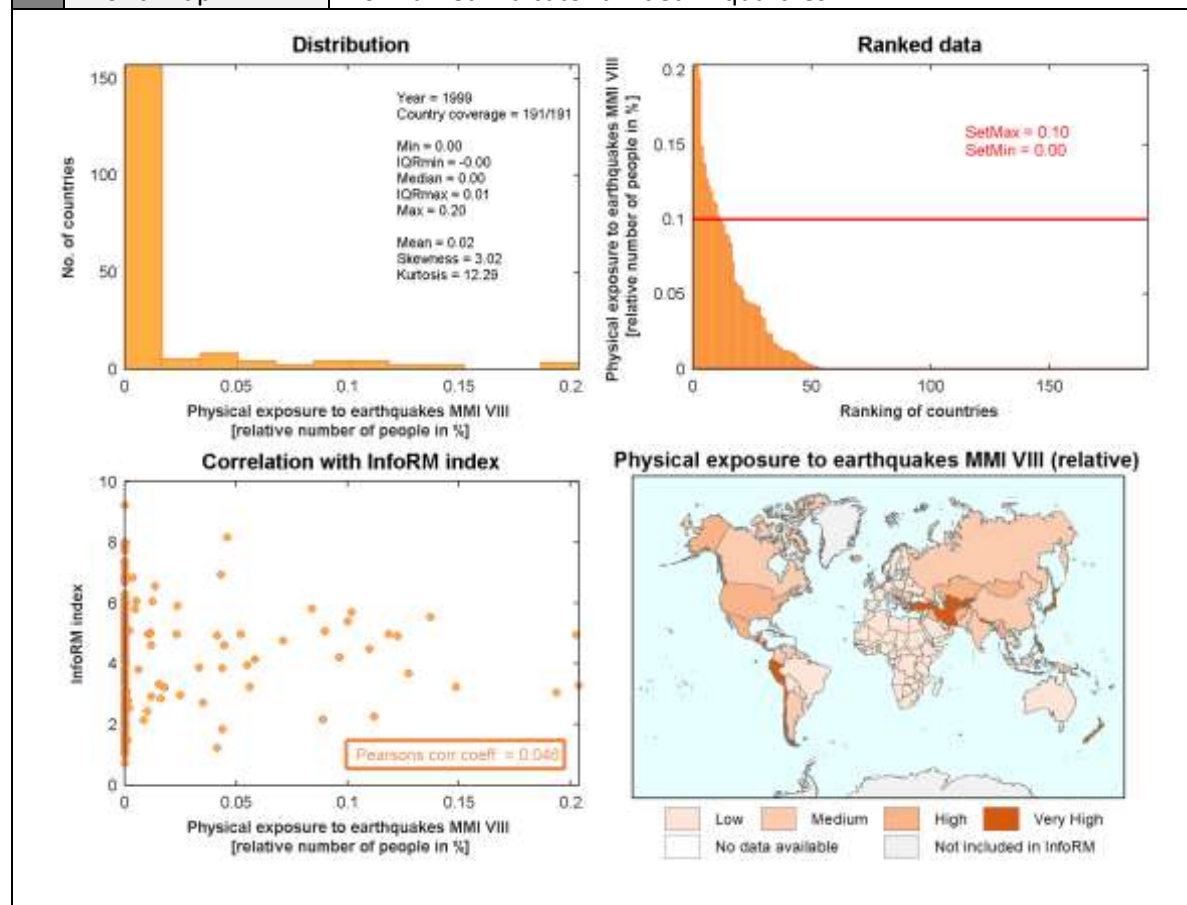 Distribution
150
100
50
0
No. of countries
Year = 1999
Country coverage = 191/191
Min = 0.00
IQRmin = -0.00
Median = 0.00
IQRmax = 0.01
Max = 0.20
Mean = 0.02
Skewness = 3.02
Kurtosis = 12.29
0 0.05 0.1 0.15 0.2
Physical exposure to earthquakes MMI VIII
[relative number of people in %]
Ranked data
Physical exposure to earthquakes MMI VIII
[relative number of people in %]
0.2
0.15
0.1
0.05
0
SetMax = 0.10
SetMin = 0.00
0 50 100 150
Ranking of countries
Correlation with InfoRM index
InfoRM index
10
8
6
4
2
0
Pearsons corr coeff = 0.046
0 0.05 0.1 0.15 0.2
Physical exposure to earthquakes MMI VIII
[relative number of people in %]
Physical exposure to earthquakes MMI VIII (relative)
Low Medium High Very High
No data available Not included in InfoRM